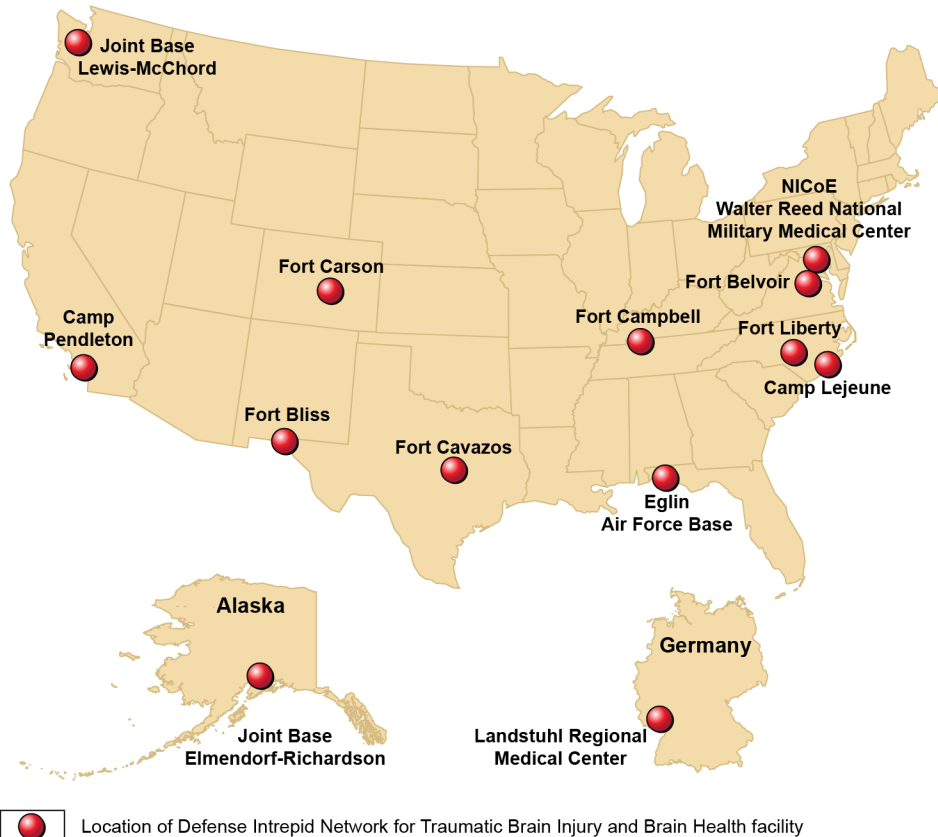 Joint Base
Lewis-McChord
NICoE
Walter Reed National
Military Medical Center
Fort Carson
Fort Belvoir
Camp
Pendleton
Fort Campbell
Fort Liberty
Camp Lejeune
Fort Bliss
Fort Cavazos
Eglin
Air Force Base
Alaska
Germany
Joint Base
Elmendorf-Richardson
Landstuhl Regional
Medical Center
Location of Defense Intrepid Network for Traumatic Brain Injury and Brain Health facility